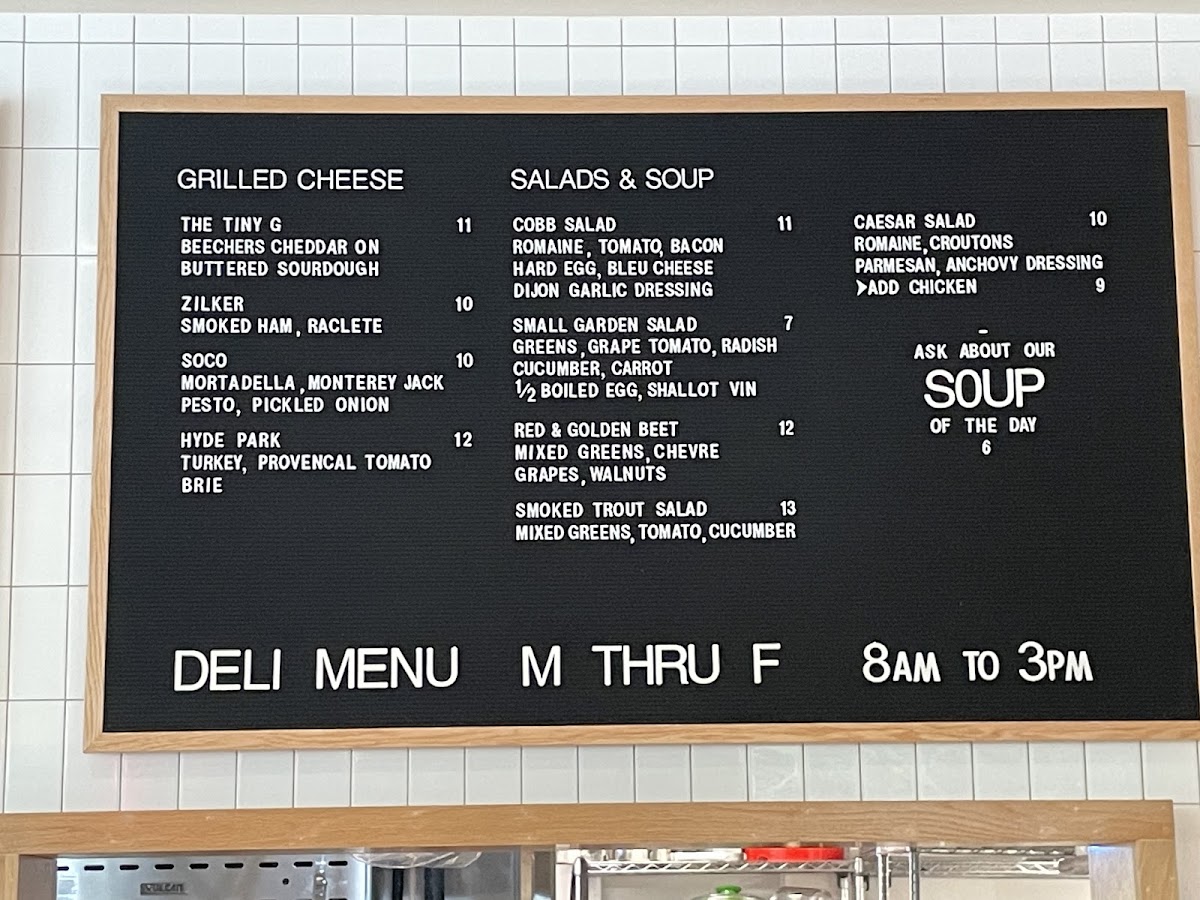 GRILLED CHEESE
THE TINY G 11
BEECHERS CHEDDAR ON
BUTTERED SOURDOUGH
ZILKER 10
SMOKED HAM, RACLETE
SOCO 10
MORTADELLA, MONTEREY JACK
PESTO, PICKLED ONION
HYDE PARK 12
TURKEY, PROVENCAL TOMATO
BRIE
SALADS & SOUP
COBB SALAD 11
ROMAINE, TOMATO, BACON
HARD EGG, BLEU CHEESE
DIJON GARLIC DRESSING
SMALL GARDEN SALAD 7
GREENS, GRAPE TOMATO, RADISH
CUCUMBER, CARROT
1/2 BOILED EGG, SHALLOT VIN
RED & GOLDEN BEET 12
MIXED GREENS, CHEVRE
GRAPES, WALNUTS
SMOKED TROUT SALAD 13
MIXED GREENS, TOMATO, CUCUMBER
CAESAR SALAD 10
ROMAINE, CROUTONS
PARMESAN, ANCHOVY DRESSING
➤ADD CHICKEN 9
-
ASK ABOUT OUR
SOUP
OF THE DAY
6
DELI MENU M THRU F 8AM TO 3PM
VULCAN